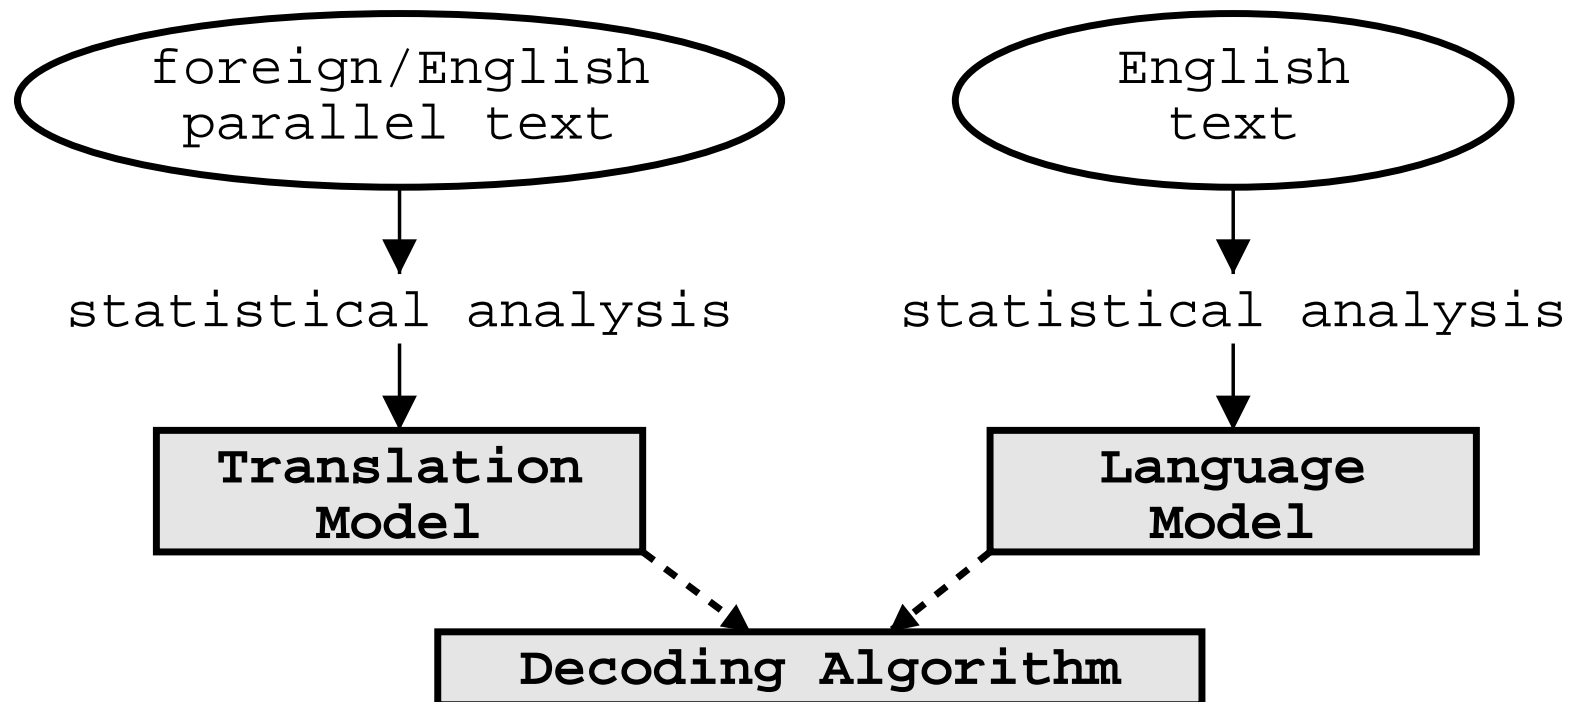 foreign/English
parallel text
English
text
statistical analysis
statistical analysis
Translation
Model
Language
Model
Decoding Algorithm